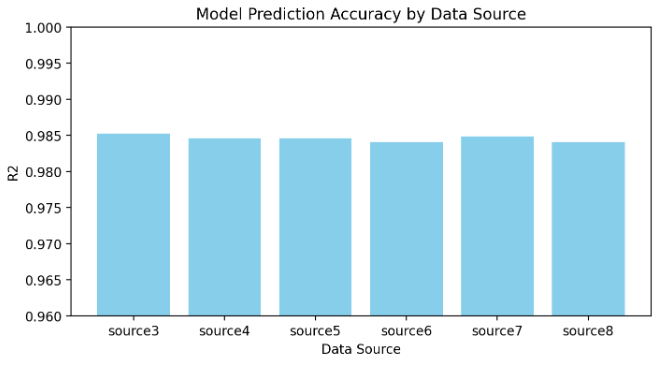 Model Prediction Accuracy by Data Source
1.000
0.995
0.990
0.985
0.980
0.975
0.970
0.965
0.960
R2
source3 source4 source5 source6 source7 source8
Data Source